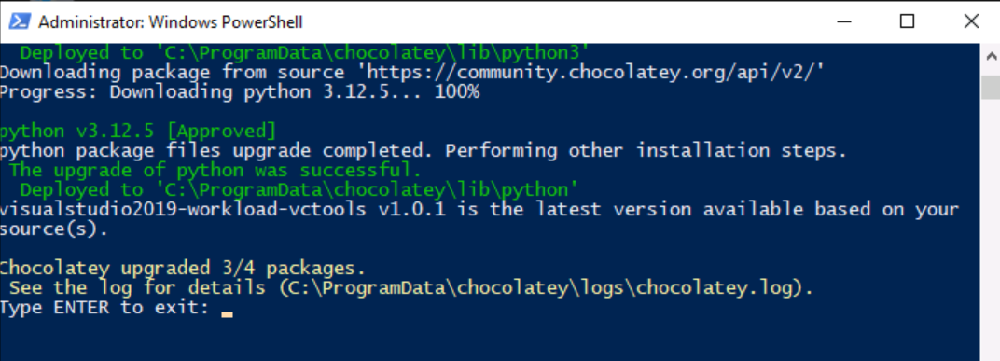 Administrator: Windows PowerShell
Deployed to 'C:\ProgramData\chocolatey\lib\python3'
Downloading package from source 'https://community.chocolatey.org/api/v2/'
Progress: Downloading python 3.12.5... 100%
python v3.12.5 [Approved]
python package files upgrade completed. Performing other installation steps.
The upgrade of python was successful.
Deployed to 'C:\ProgramData\chocolatey\lib\python'
visualstudio2019-workload-vctools v1.0.1 is the latest version available based on your
source(s).
Chocolatey upgraded 3/4 packages.
See the log for details (C:\ProgramData\chocolatey\logs\chocolatey.log).
Type ENTER to exit: